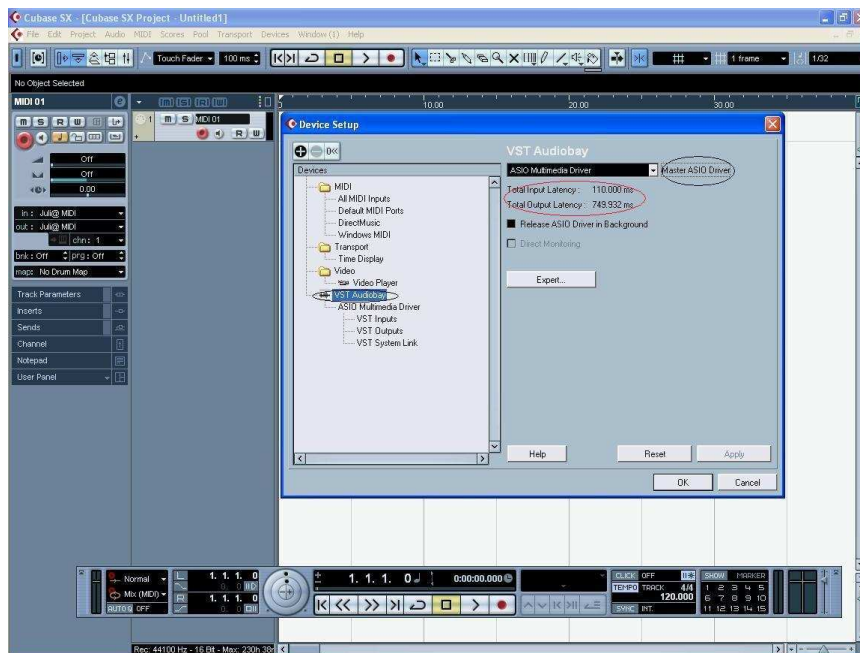 Cubase SX - [Cubase SX Project - Untitled1]
File Edit Project Audio MIDI Scores Pool Transport Devices Window (1) Help
Touch Fader 100 ms 1 frame 1/32
No Object Selected
MIDI 01
10.00 20.00 30.00
1 m S MIDI 01
R W
m S R W
Off
Off
0.00
in : Juli@ MIDI
out : Juli@ MIDI
chn: 1
bnk : Off prg : Off
map: No Drum Map
Track Parameters
Inserts
Sends
Channel
Notepad
User Panel
Device Setup
Devices
MIDI
All MIDI Inputs
Default MIDI Ports
DirectMusic
Windows MIDI
Transport
Time Display
Video
Video Player
VST Audiobay
ASIO Multimedia Driver
VST Inputs
VST Outputs
VST System Link
VST Audiobay
ASIO Multimedia Driver Master ASIO Driver
Total Input Latency : 110.000 ms
Total Output Latency : 749.932 ms
Release ASIO Driver in Background
Direct Monitoring
Expert...
Help Reset Apply
OK Cancel
Normal L 1. 1. 1. 0
Mix (MIDI) R 1. 1. 1. 0
AUTO Q OFF
1. 1. 1. 0 0:00:00.000
CLICK OFF
TEMPO TRACK 4/4
120.000
SYNC INT.
SHOW MARKER
1 2 3 4 5
6 7 8 9 10
11 12 13 14 15
Rec: 44100 Hz - 16 Bit - Max: 230h 38m